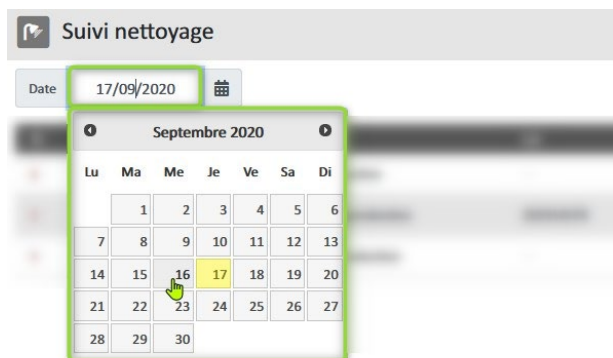 Suivi nettoyage
Date 17/09/2020
Septembre 2020
Lu Ma Me Je Ve Sa Di
1 2 3 4 5 6
7 8 9 10 11 12 13
14 15 16 17 18 19 20
21 22 23 24 25 26 27
28 29 30